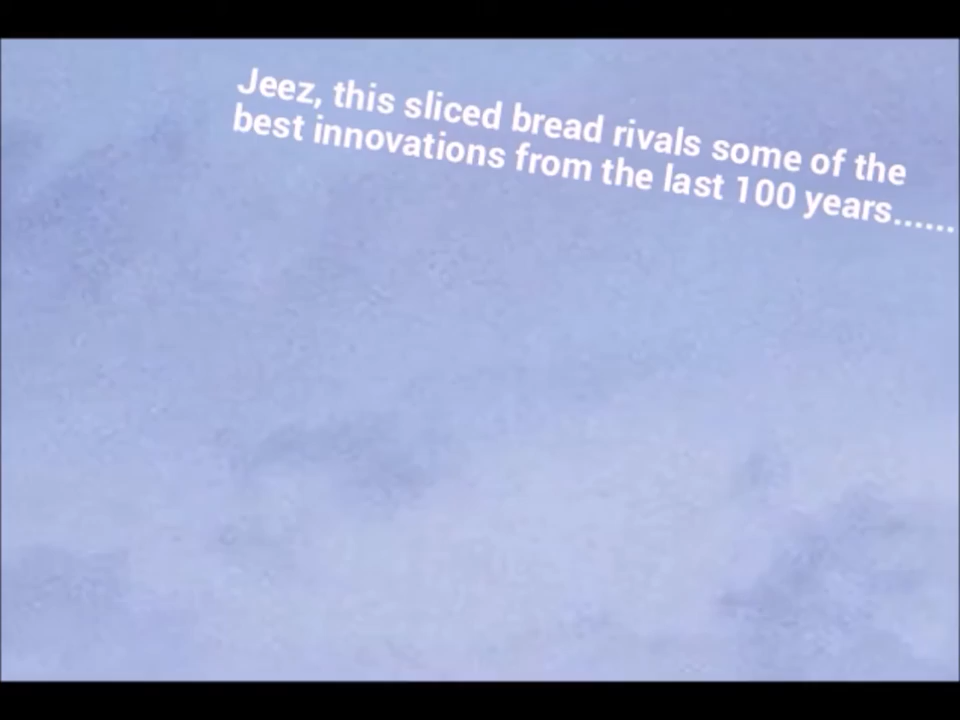 Jeez, this sliced bread rivals some of the
best innovations from the last 100 years......